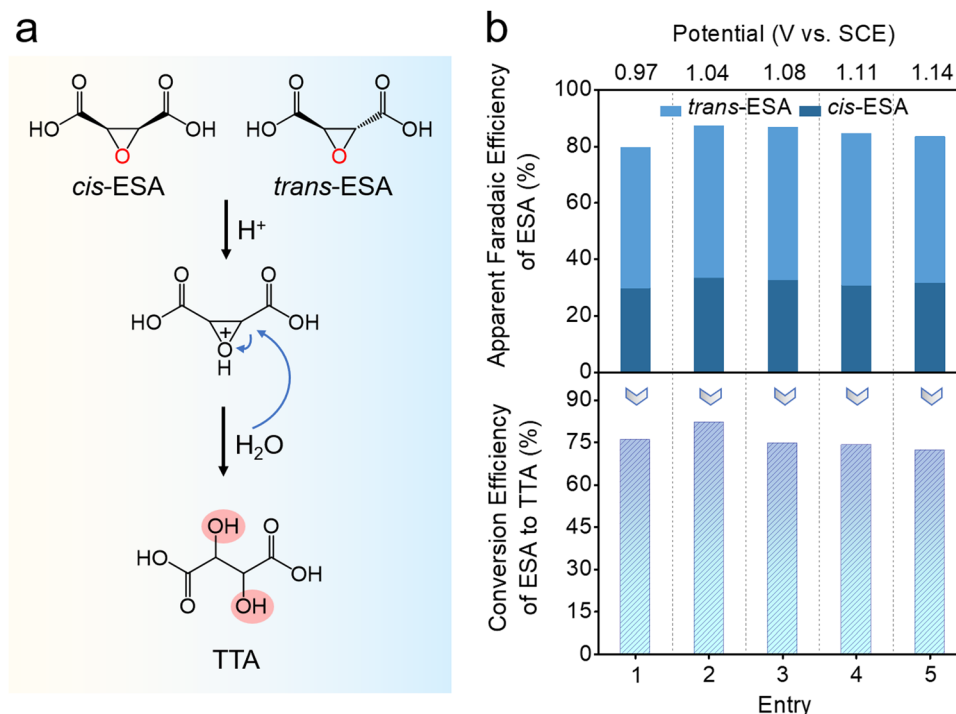 a
O
HO
O
OH
O
cis-ESA
O
HO
O
OH
O
trans-ESA
H+
O
HO
O
OH
+
O
H
H2O
OH
HO
O
O
OH
OH
TTA
b
Potential (V vs. SCE)
0.97 1.04 1.08 1.11 1.14
trans-ESA cis-ESA
Apparent Faradaic Efficiency
of ESA (%)
100
80
60
40
20
0
Conversion Efficiency
of ESA to TTA (%)
90
75
45
30
15
0
1 2 3 4 5
Entry